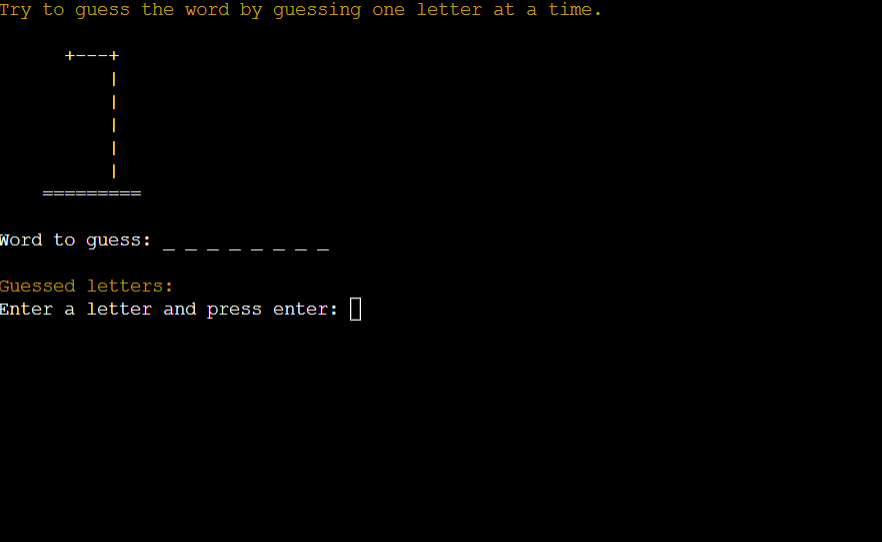 Try to guess the word by guessing one letter at a time.
+---+
|
|
|
|
|
=========
Word to guess: _ _ _ _ _ _ _ _
Guessed letters:
Enter a letter and press enter: